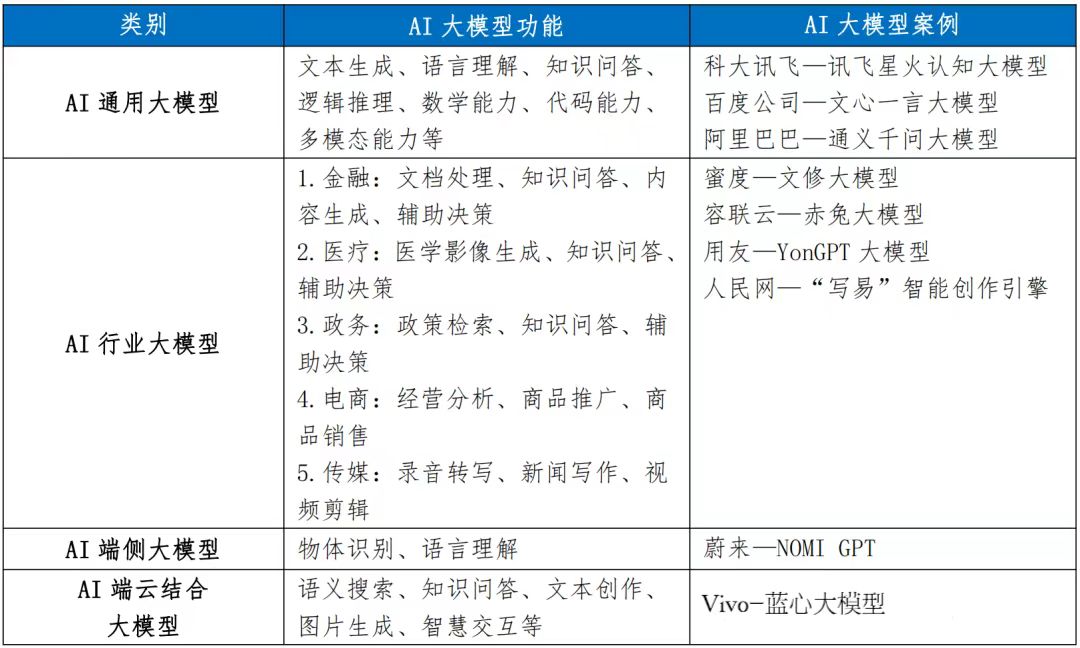 类别
AI 大模型功能
AI 大模型案例
AI 通用大模型
文本生成、语言理解、知识问答、
逻辑推理、数学能力、代码能力、
多模态能力等
科大讯飞—讯飞星火认知大模型
百度公司—文心一言大模型
阿里巴巴—通义千问大模型
AI 行业大模型
1.金融：文档处理、知识问答、内
容生成、辅助决策
2.医疗：医学影像生成、知识问答、
辅助决策
3.政务：政策检索、知识问答、辅
助决策
4.电商：经营分析、商品推广、商
品销售
5.传媒：录音转写、新闻写作、视
频剪辑
蜜度—文修大模型
容联云—赤兔大模型
用友—YonGPT 大模型
人民网—“写易”智能创作引擎
AI 端侧大模型
物体识别、语言理解
蔚来—NOMI GPT
AI 端云结合
大模型
语义搜索、知识问答、文本创作、
图片生成、智慧交互等
Vivo-蓝心大模型